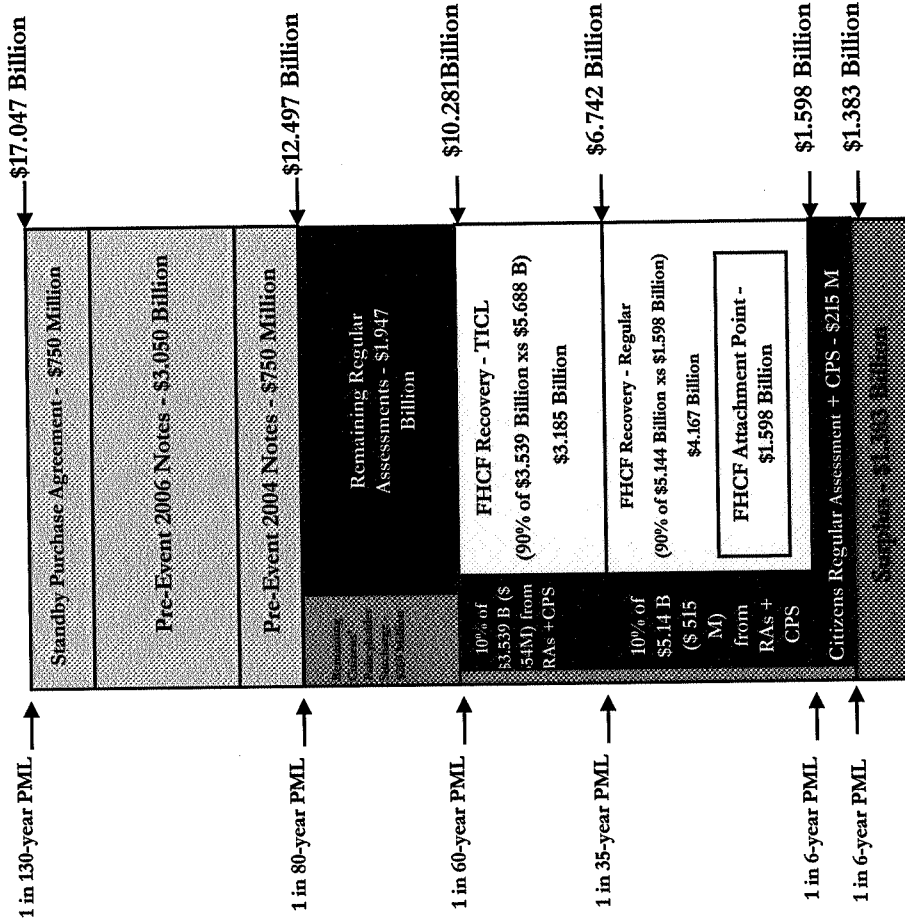 1 in 130-year PML
$17.047 Billion
Standby Purchase Agreement - $750 Million
Pre-Event 2006 Notes - $3.050 Billion
Pre-Event 2004 Notes - $750 Million
1 in 80-year PML
$12.497 Billion
Remaining Regular
Assessments - $1.947
Billion
1 in 60-year PML
$10.281Billion
10% of
$3.539 B ($
54M) from
RAs +CPS
FHCF Recovery - TICL
(90% of $3.539 Billion xs $5.688 B)
$3.185 Billion
1 in 35-year PML
$6.742 Billion
10% of
$5.14 B
($ 515
M)
from
RAs +
CPS
FHCF Recovery - Regular
(90% of $5.144 Billion xs $1.598 Billion)
$4.167 Billion
FHCF Attachment Point -
$1.598 Billion
1 in 6-year PML
$1.598 Billion
Citizens Regular Assessment + CPS - $215 M
1 in 6-year PML
$1.383 Billion
Surplus - $1.383 Billion